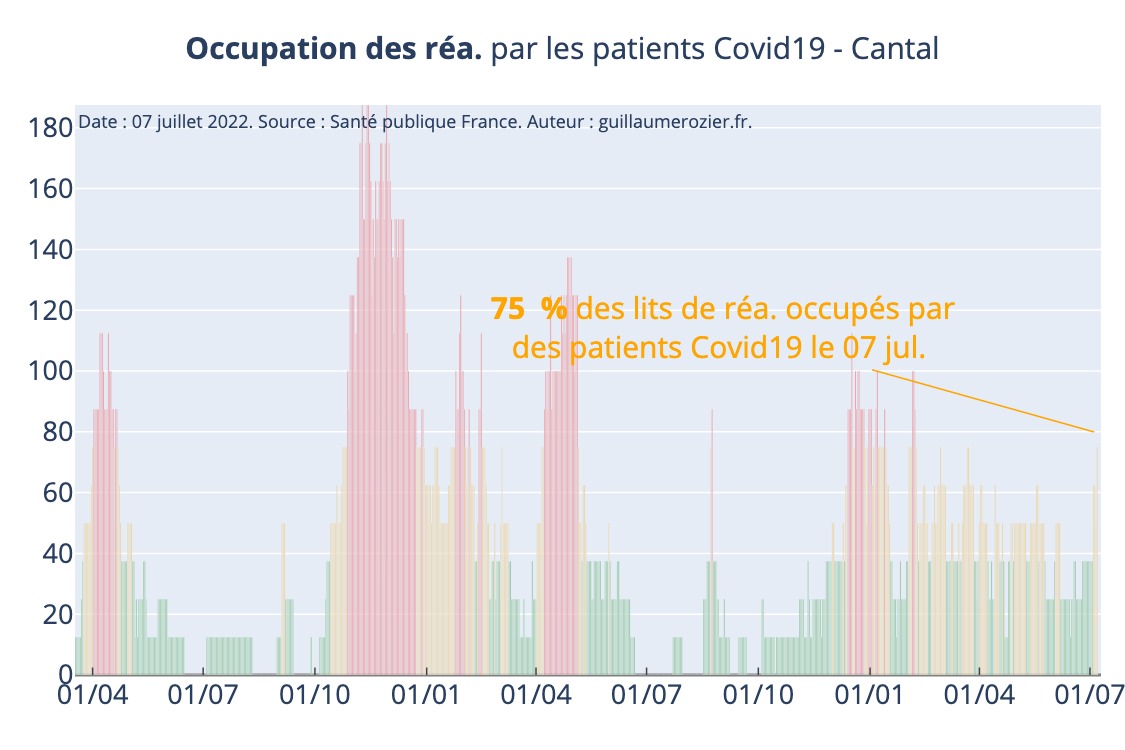 Occupation des réa. par les patients Covid19 - Cantal
Date : 07 juillet 2022. Source : Santé publique France. Auteur : guillaumerozier.fr.
180
160
140
120
100
80
60
40
20
0
75 % des lits de réa. occupés par
des patients Covid19 le 07 jul.
01/04 01/07 01/10 01/01 01/04 01/07 01/10 01/01 01/04 01/07